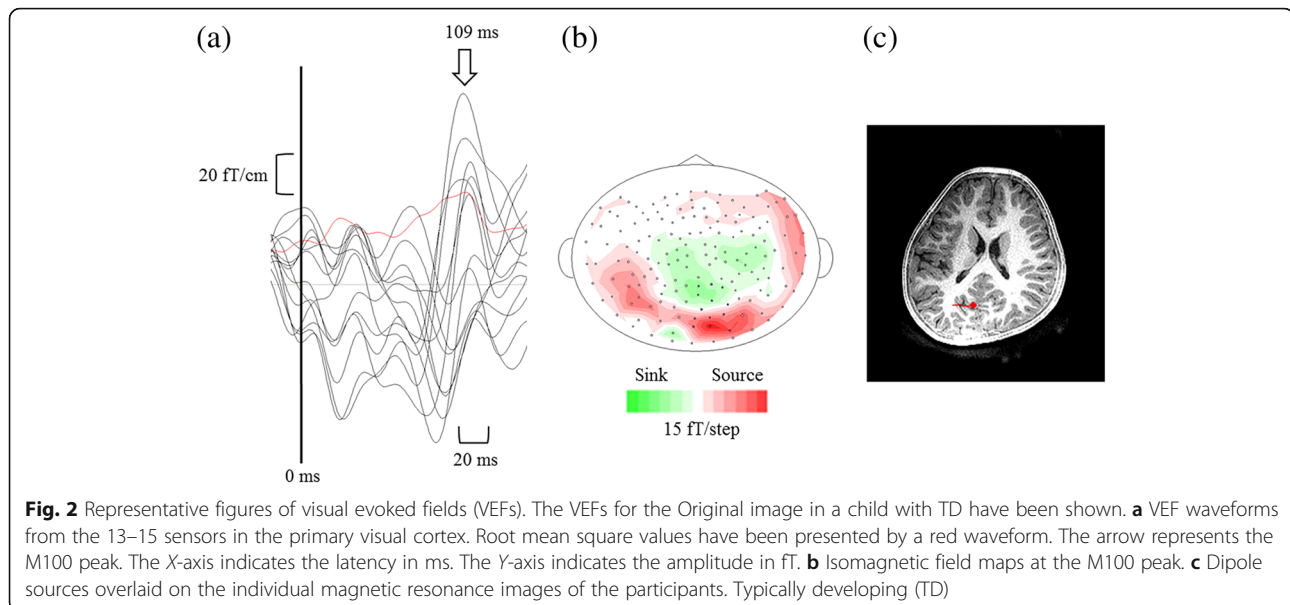 (a)
109 ms
(b)
(c)
20 fT/cm
Sink Source
15 fT/step
20 ms
0 ms
Fig. 2 Representative figures of visual evoked fields (VEFs). The VEFs for the Original image in a child with TD have been shown. a VEF waveforms
from the 13–15 sensors in the primary visual cortex. Root mean square values have been presented by a red waveform. The arrow represents the
M100 peak. The X-axis indicates the latency in ms. The Y-axis indicates the amplitude in fT. b Isomagnetic field maps at the M100 peak. c Dipole
sources overlaid on the individual magnetic resonance images of the participants. Typically developing (TD)